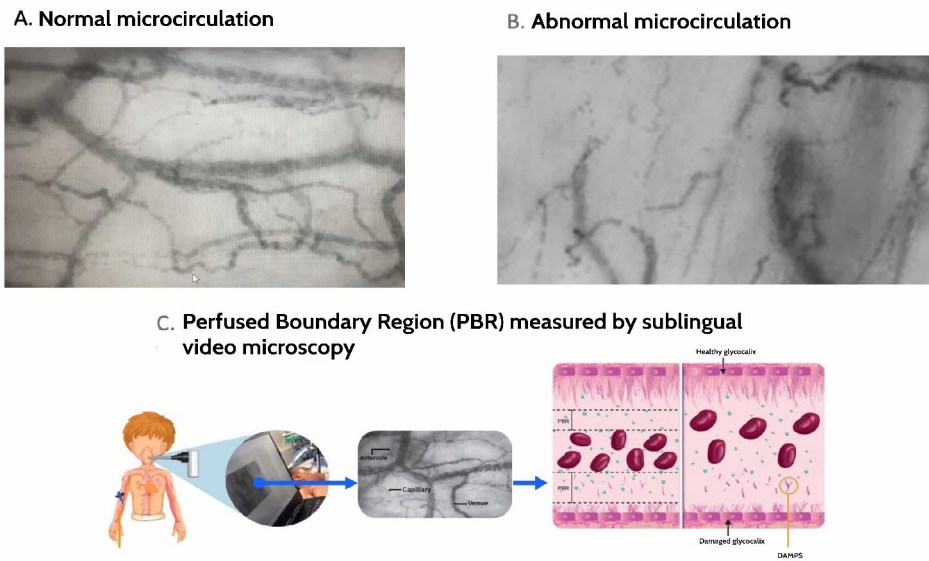 A. Normal microcirculation
B. Abnormal microcirculation
C. Perfused Boundary Region (PBR) measured by sublingual
video microscopy
Healthy glycocalix
PBR
PBR
Arteriole
Capillary
Venue
Damaged glycocalix
DAMPS